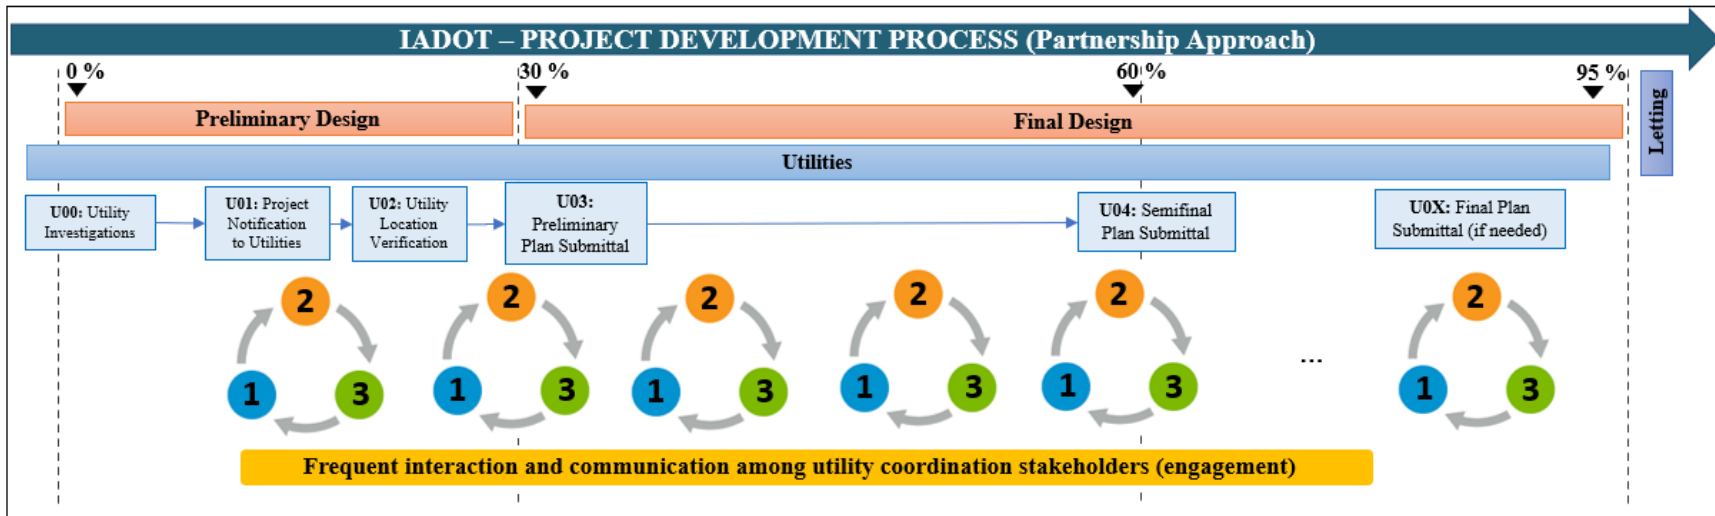 IADOT – PROJECT DEVELOPMENT PROCESS (Partnership Approach)
0 %
30 %
60 %
95 %
Preliminary Design
Final Design
Letting
Utilities
U00: Utility
Investigations
U01: Project
Notification
to Utilities
U02: Utility
Location
Verification
U03:
Preliminary
Plan Submittal
U04: Semifinal
Plan Submittal
U0X: Final Plan
Submittal (if needed)
2
1
3
2
1
3
2
1
3
2
1
3
2
1
3
...
2
1
3
Frequent interaction and communication among utility coordination stakeholders (engagement)